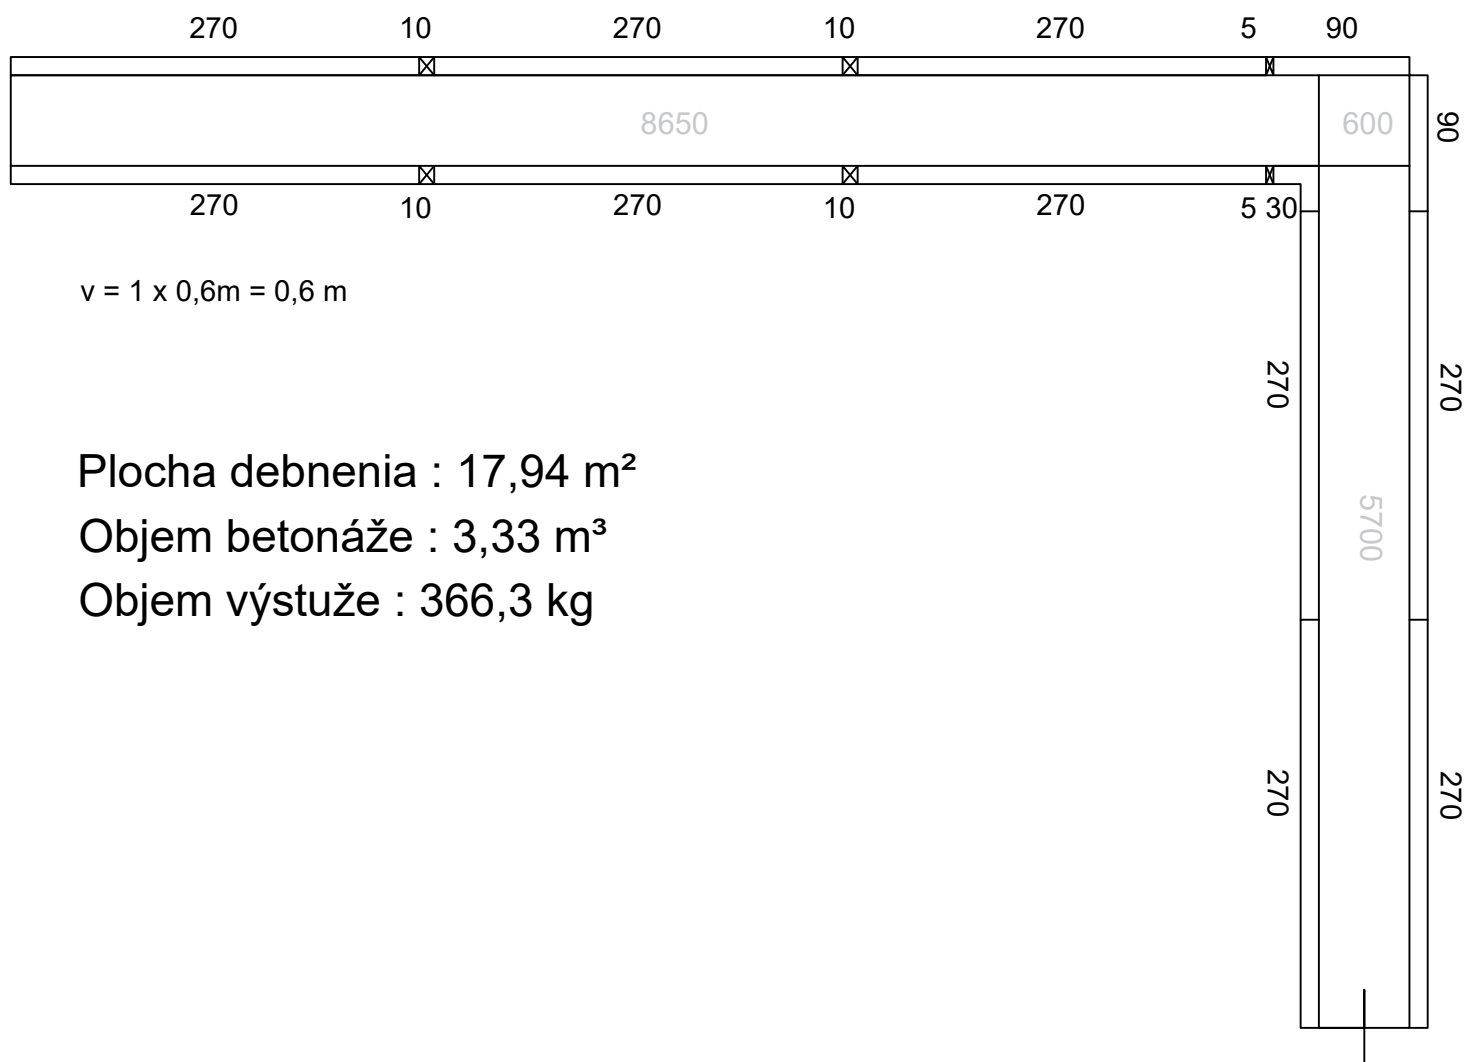 270 10 270 10 270 5 90
8650 600 90
270 10 270 10 270 5 30
v = 1 x 0,6m = 0,6 m
270 270
Plocha debnenia : 17,94 m²
5700
Objem betonáže : 3,33 m³
Objem výstuže : 366,3 kg
270 270